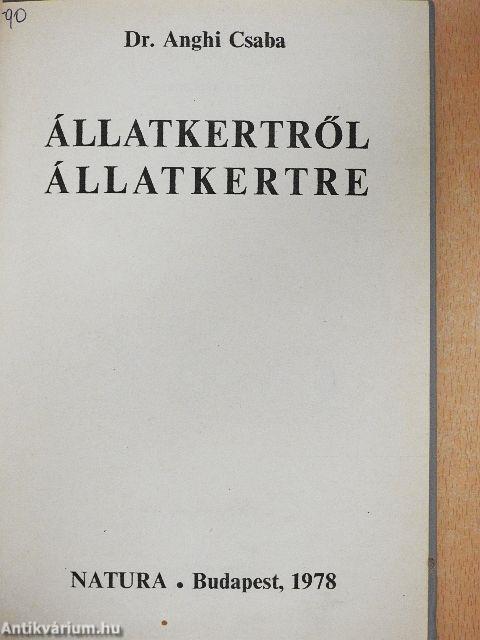 90
Dr. Anghi Csaba
ÁLLATKERTRŐL
ÁLLATKERTRE
NATURA • Budapest, 1978
Antikvárium.hu